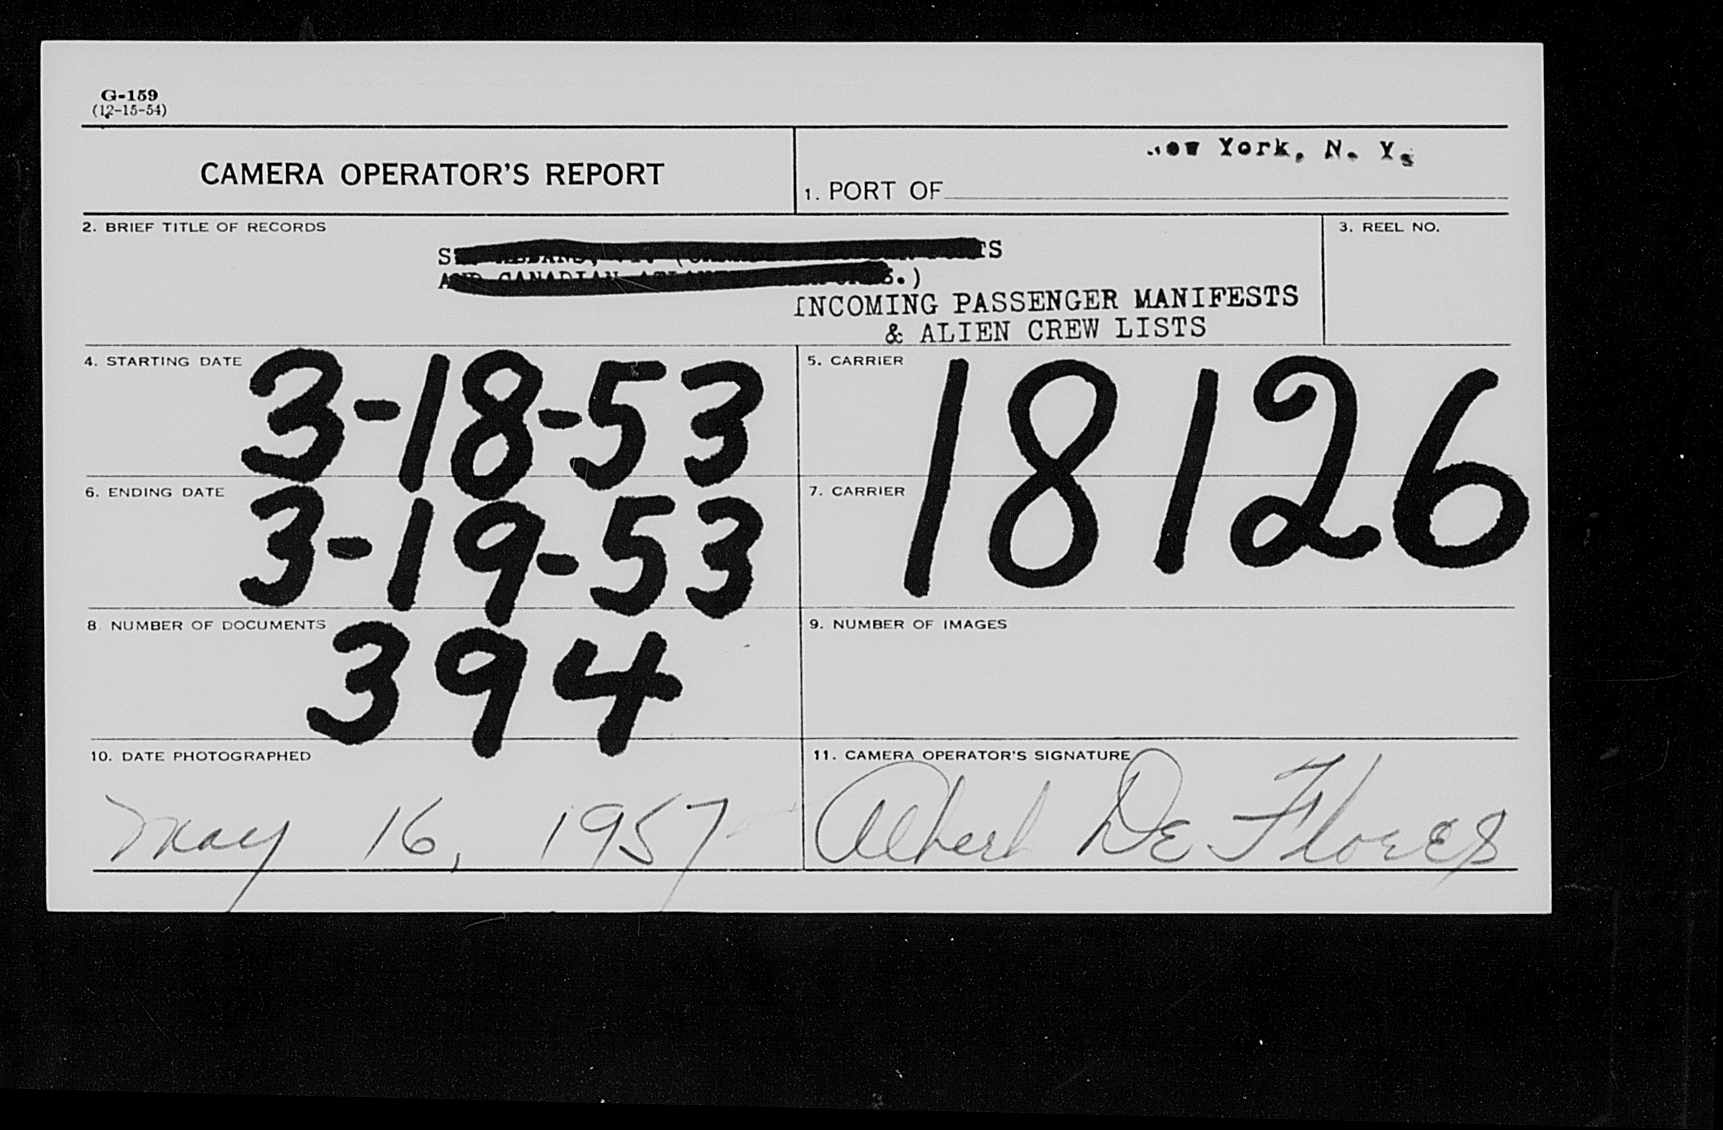 G-159
(12-15-54)
CAMERA OPERATOR'S REPORT
1. PORT OF
York, N. Y.
2. BRIEF TITLE OF RECORDS
3. REEL NO.
INCOMING PASSENGER MANIFESTS
& ALIEN CREW LISTS
4. STARTING DATE
3-18-53
5. CARRIER
18126
6. ENDING DATE
3-19-53
7. CARRIER
8. NUMBER OF DOCUMENTS
394
9. NUMBER OF IMAGES
10. DATE PHOTOGRAPHED
May 16, 1957
11. CAMERA OPERATOR'S SIGNATURE
Albert De Flores